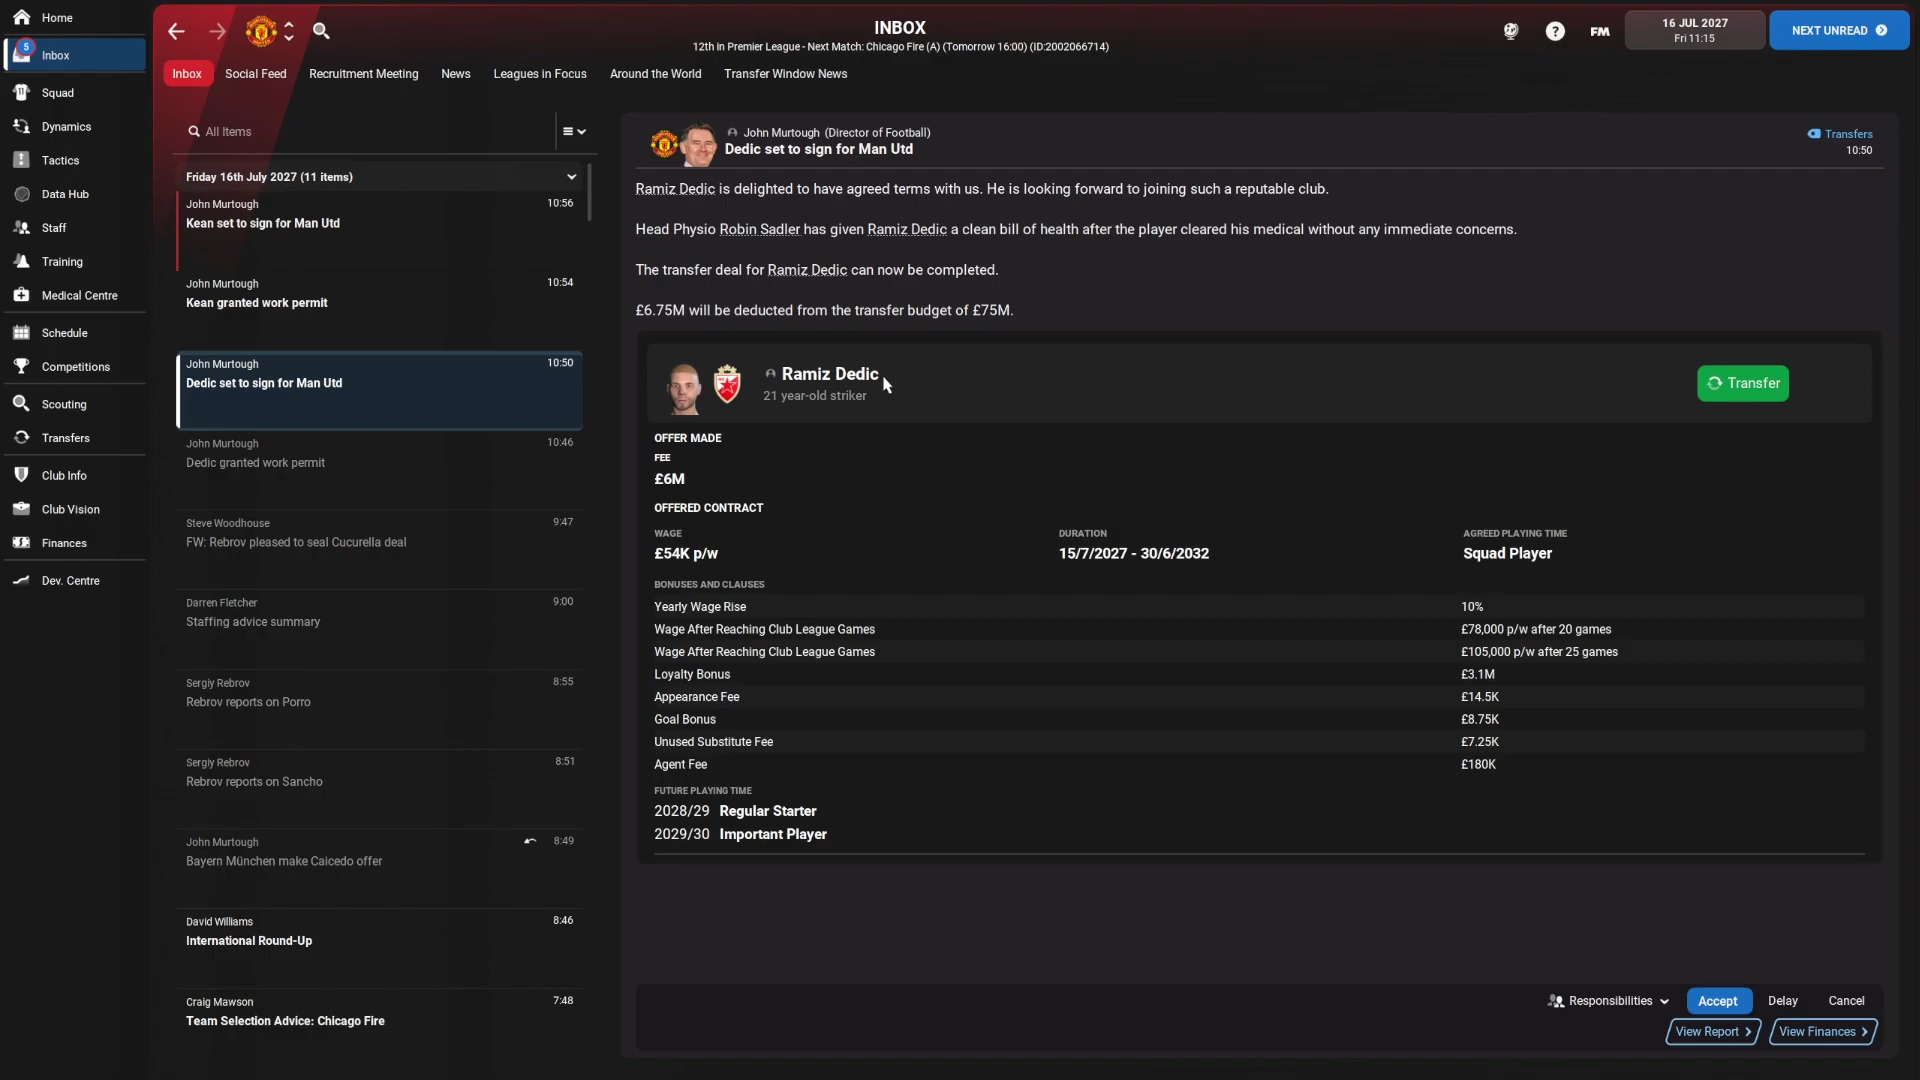 Home
5
Inbox
Squad
Dynamics
Tactics
Data Hub
Staff
Training
Medical Centre
Schedule
Competitions
Scouting
Transfers
Club Info
Club Vision
Finances
Dev. Centre
INBOX
12th in Premier League - Next Match: Chicago Fire (A) (Tomorrow 16:00) (ID:2002066714)
?
FM
16 JUL 2027
Fri 11:15
NEXT UNREAD
Inbox
Social Feed
Recruitment Meeting
News
Leagues in Focus
Around the World
Transfer Window News
All Items
Friday 16th July 2027 (11 items)
John Murtough 10:56
Kean set to sign for Man Utd
John Murtough 10:54
Kean granted work permit
John Murtough 10:50
Dedic set to sign for Man Utd
John Murtough 10:46
Dedic granted work permit
Steve Woodhouse 9:47
FW: Rebrov pleased to seal Cucurella deal
Darren Fletcher 9:00
Staffing advice summary
Sergiy Rebrov 8:55
Rebrov reports on Porro
Sergiy Rebrov 8:51
Rebrov reports on Sancho
John Murtough 8:49
Bayern München make Caicedo offer
David Williams 8:46
International Round-Up
Craig Mawson 7:48
Team Selection Advice: Chicago Fire
John Murtough (Director of Football)
Dedic set to sign for Man Utd
Transfers
10:50
Ramiz Dedic is delighted to have agreed terms with us. He is looking forward to joining such a reputable club.
Head Physio Robin Sadler has given Ramiz Dedic a clean bill of health after the player cleared his medical without any immediate concerns.
The transfer deal for Ramiz Dedic can now be completed.
£6.75M will be deducted from the transfer budget of £75M.
Ramiz Dedic
21 year-old striker
Transfer
OFFER MADE
FEE
£6M
OFFERED CONTRACT
WAGE DURATION AGREED PLAYING TIME
£54K p/w 15/7/2027 - 30/6/2032 Squad Player
BONUSES AND CLAUSES
Yearly Wage Rise 10%
Wage After Reaching Club League Games £78,000 p/w after 20 games
Wage After Reaching Club League Games £105,000 p/w after 25 games
Loyalty Bonus £3.1M
Appearance Fee £14.5K
Goal Bonus £8.75K
Unused Substitute Fee £7.25K
Agent Fee £180K
FUTURE PLAYING TIME
2028/29 Regular Starter
2029/30 Important Player
Responsibilities
Accept
Delay
Cancel
View Report
View Finances